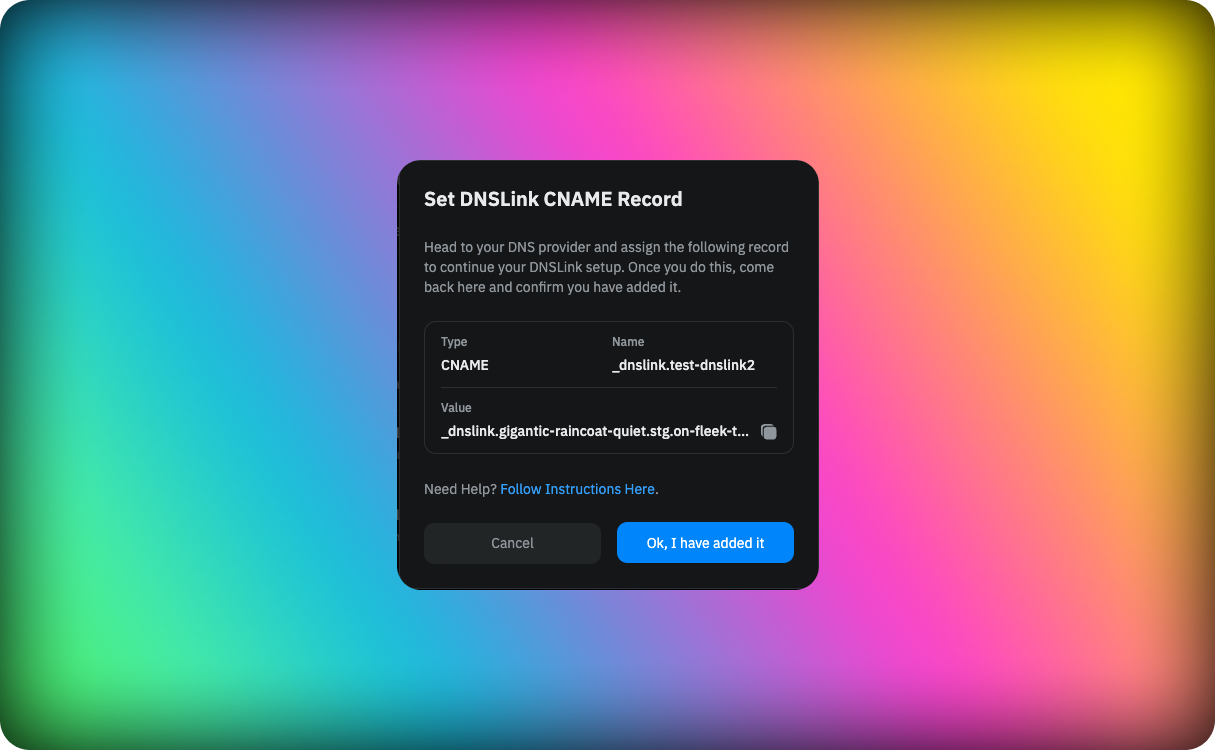 Set DNSLink CNAME Record
Head to your DNS provider and assign the following record
to continue your DNSLink setup. Once you do this, come
back here and confirm you have added it.
Type
Name
CNAME
_dnslink.test-dnslink2
Value
_dnslink.gigantic-raincoat-quiet.stg.on-fleek-t...
Need Help? Follow Instructions Here.
Cancel
Ok, I have added it